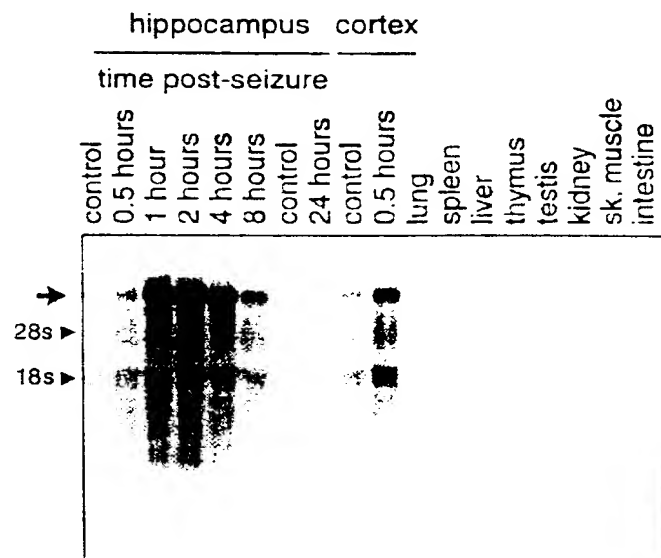 hippocampus cortex
time post-seizure
control
0.5 hours
1 hour
2 hours
4 hours
8 hours
control
24 hours
control
0.5 hours
lung
spleen
liver
thymus
testis
kidney
sk. muscle
intestine
28s
18s